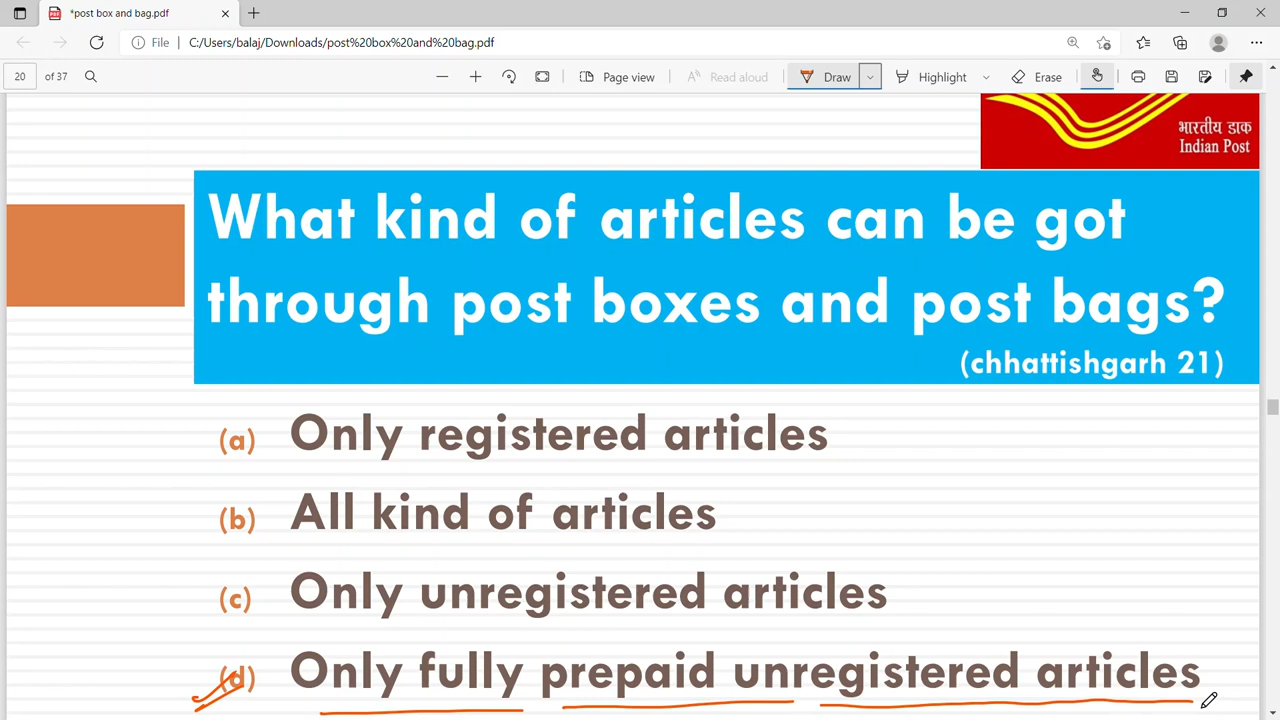 *post box and bag.pdf
File
C:/Users/balaj/Downloads/post%20box%20and%20bag.pdf
20 of 37
Page view
Read aloud
Draw
Highlight
Erase
भारतीय डाक
Indian Post
What kind of articles can be got
through post boxes and post bags?
(chhattishgarh 21)
(a) Only registered articles
(b) All kind of articles
(c) Only unregistered articles
(d) Only fully prepaid unregistered articles